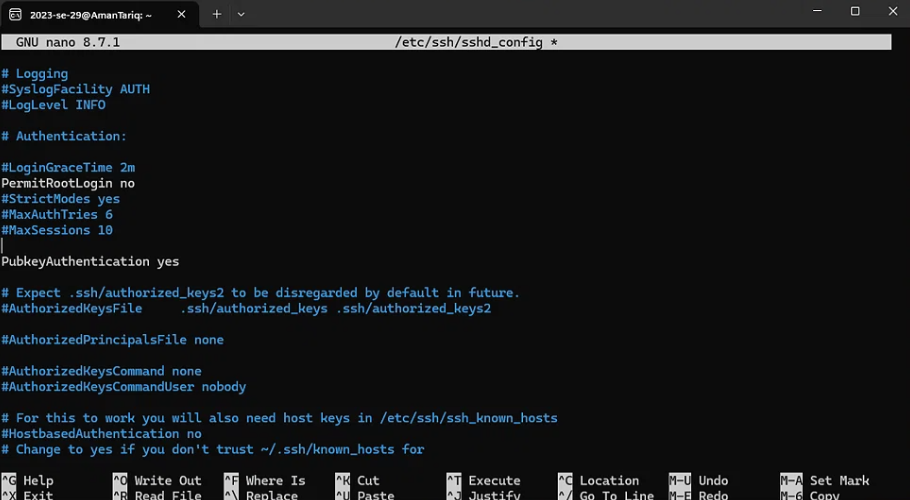 2023-se-29@AmanTariq: ~
GNU nano 8.7.1 /etc/ssh/sshd_config *
# Logging
#SyslogFacility AUTH
#LogLevel INFO
# Authentication:
#LoginGraceTime 2m
PermitRootLogin no
#StrictModes yes
#MaxAuthTries 6
#MaxSessions 10
PubkeyAuthentication yes
# Expect .ssh/authorized_keys2 to be disregarded by default in future.
#AuthorizedKeysFile     .ssh/authorized_keys .ssh/authorized_keys2
#AuthorizedPrincipalsFile none
#AuthorizedKeysCommand none
#AuthorizedKeysCommandUser nobody
# For this to work you will also need host keys in /etc/ssh/ssh_known_hosts
#HostbasedAuthentication no
# Change to yes if you don't trust ~/.ssh/known_hosts for
^G Help ^O Write Out ^F Where Is ^K Cut ^T Execute ^C Location M-U Undo M-A Set Mark
^X Exit ^R Read File ^\ Replace ^U Paste ^J Justify ^/ Go To Line M-E Redo M-6 Copy